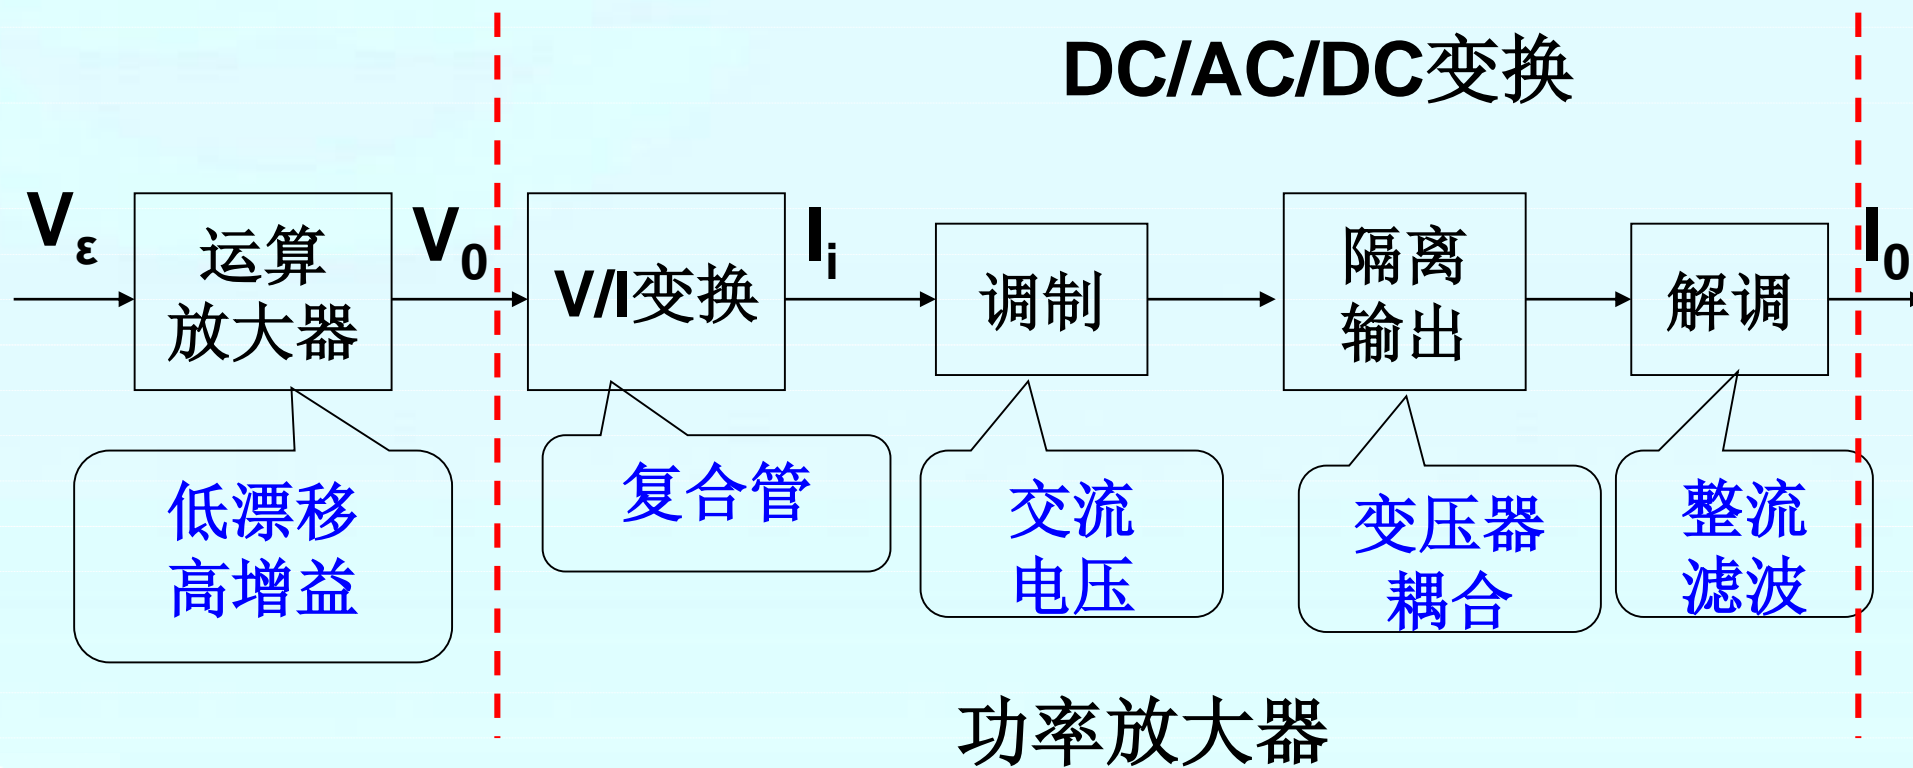 DC/AC/DC变换
Vε
运算
放大器
V0
V/I变换
Ii
调制
隔离
输出
解调
I0
低漂移
高增益
复合管
交流
电压
变压器
耦合
整流
滤波
功率放大器